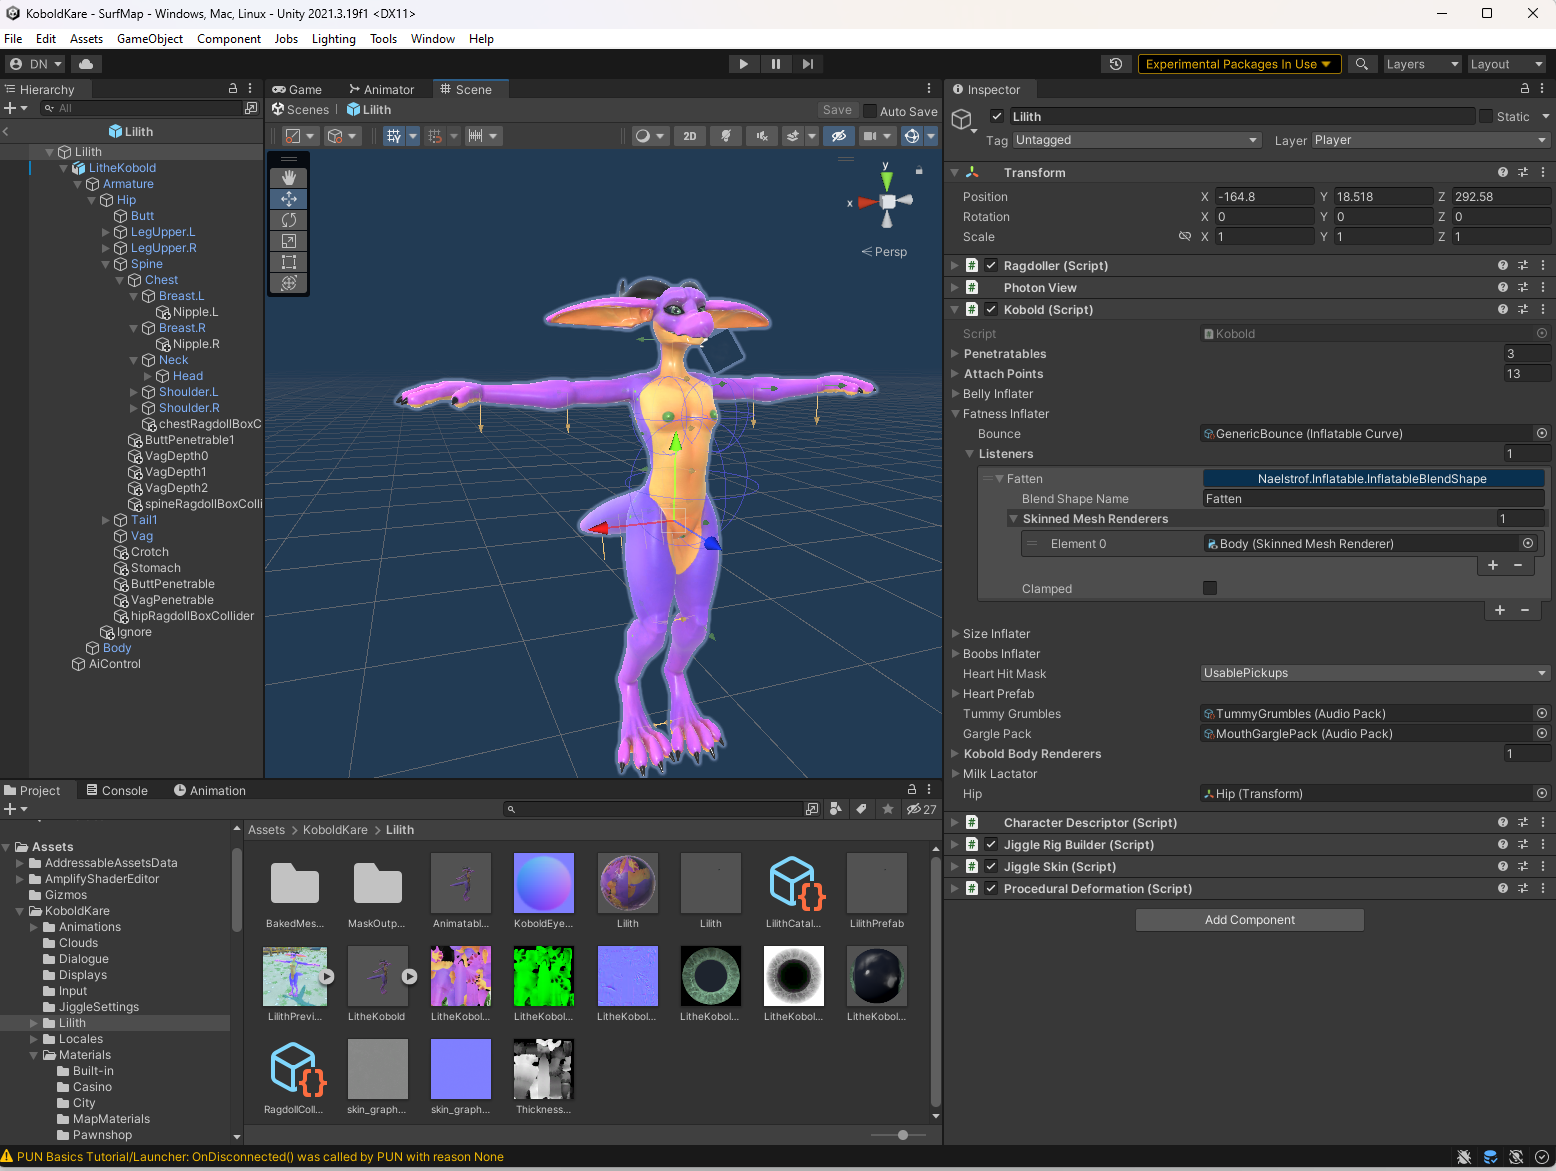 KoboldKare - SurfMap - Windows, Mac, Linux - Unity 2021.3.19f1 <DX11>
File Edit Assets GameObject Component Jobs Lighting Tools Window Help
DN
Experimental Packages In Use
Layers
Layout
Hierarchy
All
Lilith
Lilith
LitheKobold
Armature
Hip
Butt
LegUpper.L
LegUpper.R
Spine
Chest
Breast.L
Nipple.L
Breast.R
Nipple.R
Neck
Head
Shoulder.L
Shoulder.R
chestRagdollBoxC
ButtPenetrable1
VagDepth0
VagDepth1
VagDepth2
spineRagdollBoxColli
Tail1
Vag
Crotch
Stomach
ButtPenetrable
VagPenetrable
hipRagdollBoxCollider
Ignore
Body
AiControl
Game Animator Scene
Scenes Lilith
Save Auto Save
2D
y
x
Persp
Inspector
Lilith Static
Tag Untagged Layer Player
Transform
Position X -164.8 Y 18.518 Z 292.58
Rotation X 0 Y 0 Z 0
Scale X 1 Y 1 Z 1
Ragdoller (Script)
Photon View
Kobold (Script)
Script Kobold
Penetratables 3
Attach Points 13
Belly Inflater
Fatness Inflater
Bounce GenericBounce (Inflatable Curve)
Listeners 1
Fatten Naelstrof.Inflatable.InflatableBlendShape
Blend Shape Name Fatten
Skinned Mesh Renderers 1
Element 0 Body (Skinned Mesh Renderer)
Clamped
Size Inflater
Boobs Inflater
Heart Hit Mask UsablePickups
Heart Prefab
Tummy Grumbles TummyGrumbles (Audio Pack)
Gargle Pack MouthGarglePack (Audio Pack)
Kobold Body Renderers 1
Milk Lactator
Hip Hip (Transform)
Character Descriptor (Script)
Jiggle Rig Builder (Script)
Jiggle Skin (Script)
Procedural Deformation (Script)
Add Component
Project Console Animation
27
Assets
AddressableAssetsData
AmplifyShaderEditor
Gizmos
KoboldKare
Animations
Clouds
Dialogue
Displays
Input
JiggleSettings
Lilith
Locales
Materials
Built-in
Casino
City
MapMaterials
Pawnshop
Assets > KoboldKare > Lilith
BakedMes... MaskOutp... Animatabl... KoboldEye... Lilith Lilith LilithCatal... LilithPrefab
LilithPrevi... LitheKobold LitheKobol... LitheKobol... LitheKobol... LitheKobol... LitheKobol... LitheKobol...
RagdollColl... skin_graph... skin_graph... Thickness...
PUN Basics Tutorial/Launcher: OnDisconnected() was called by PUN with reason None